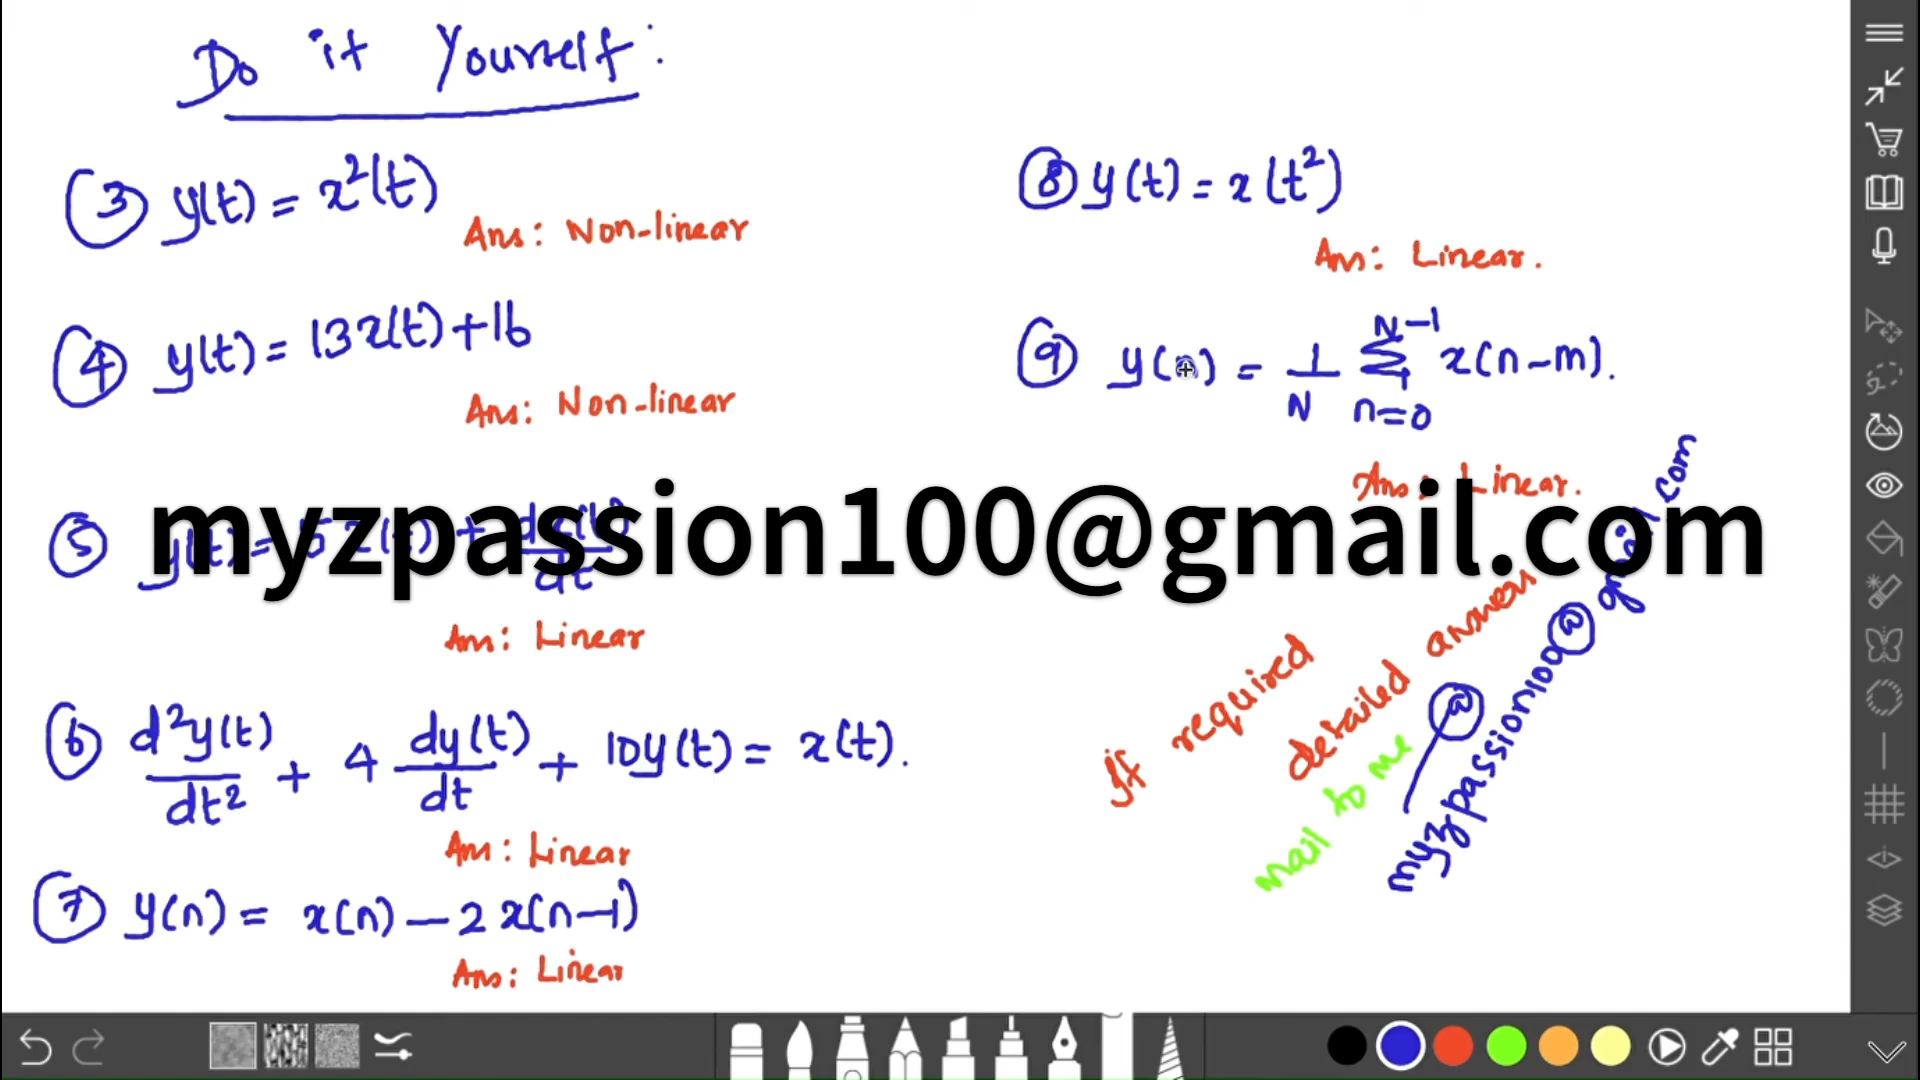 Do it Yourself:
③ y(t) = x²(t)
Ans: Non-linear
④ y(t) = 13x(t)+16
Ans: Non-linear
⑤ y(t) =
Ans: Linear
⑥ d²y(t)/dt² + 4 dy(t)/dt + 10y(t) = x(t).
Ans: Linear
⑦ y(n) = x(n) – 2x(n–1)
Ans: Linear
⑧ y(t) = x(t²)
Ans: Linear.
⑨ y(n) = 1/N Σ_{n=0}^{N-1} x(n–m).
Ans: Linear.
myzpassion100@gmail.com
If required
detailed answers
mail to me @
myzpassion100@gmail.com